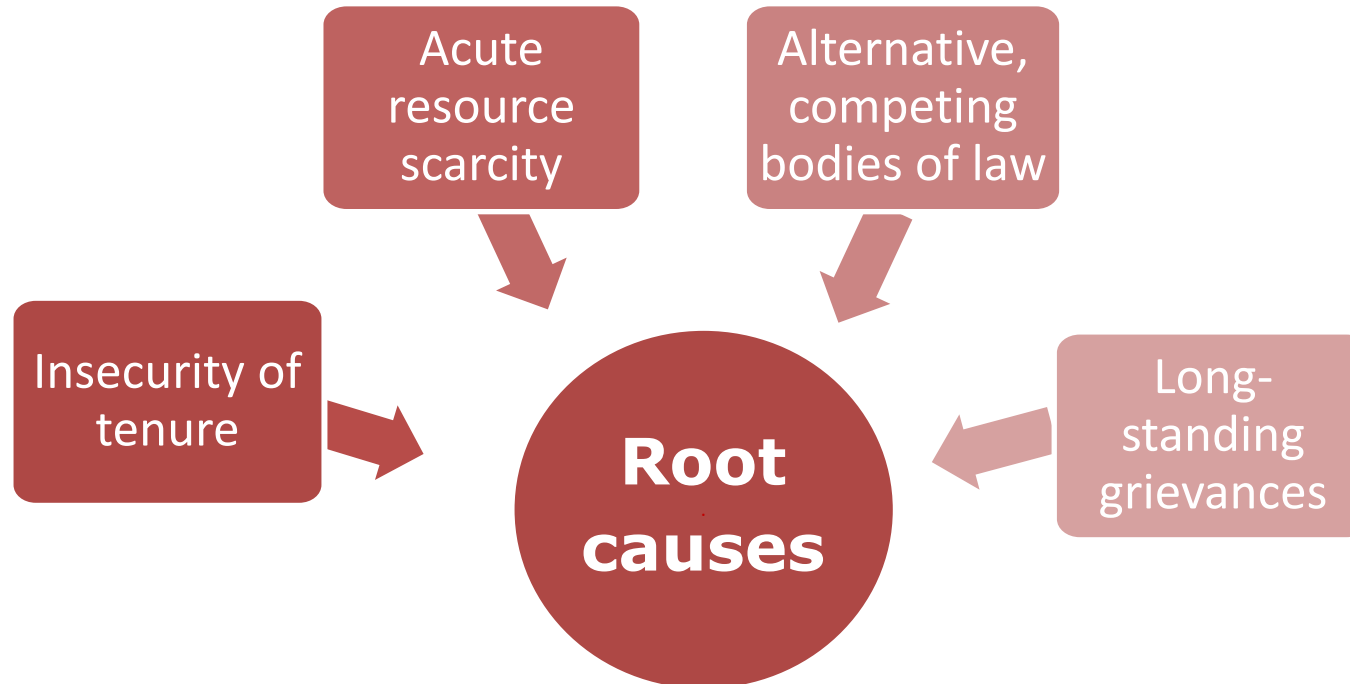 Acute
resource
scarcity
Alternative,
competing
bodies of law
Insecurity of
tenure
Long-
standing
grievances
Root
causes